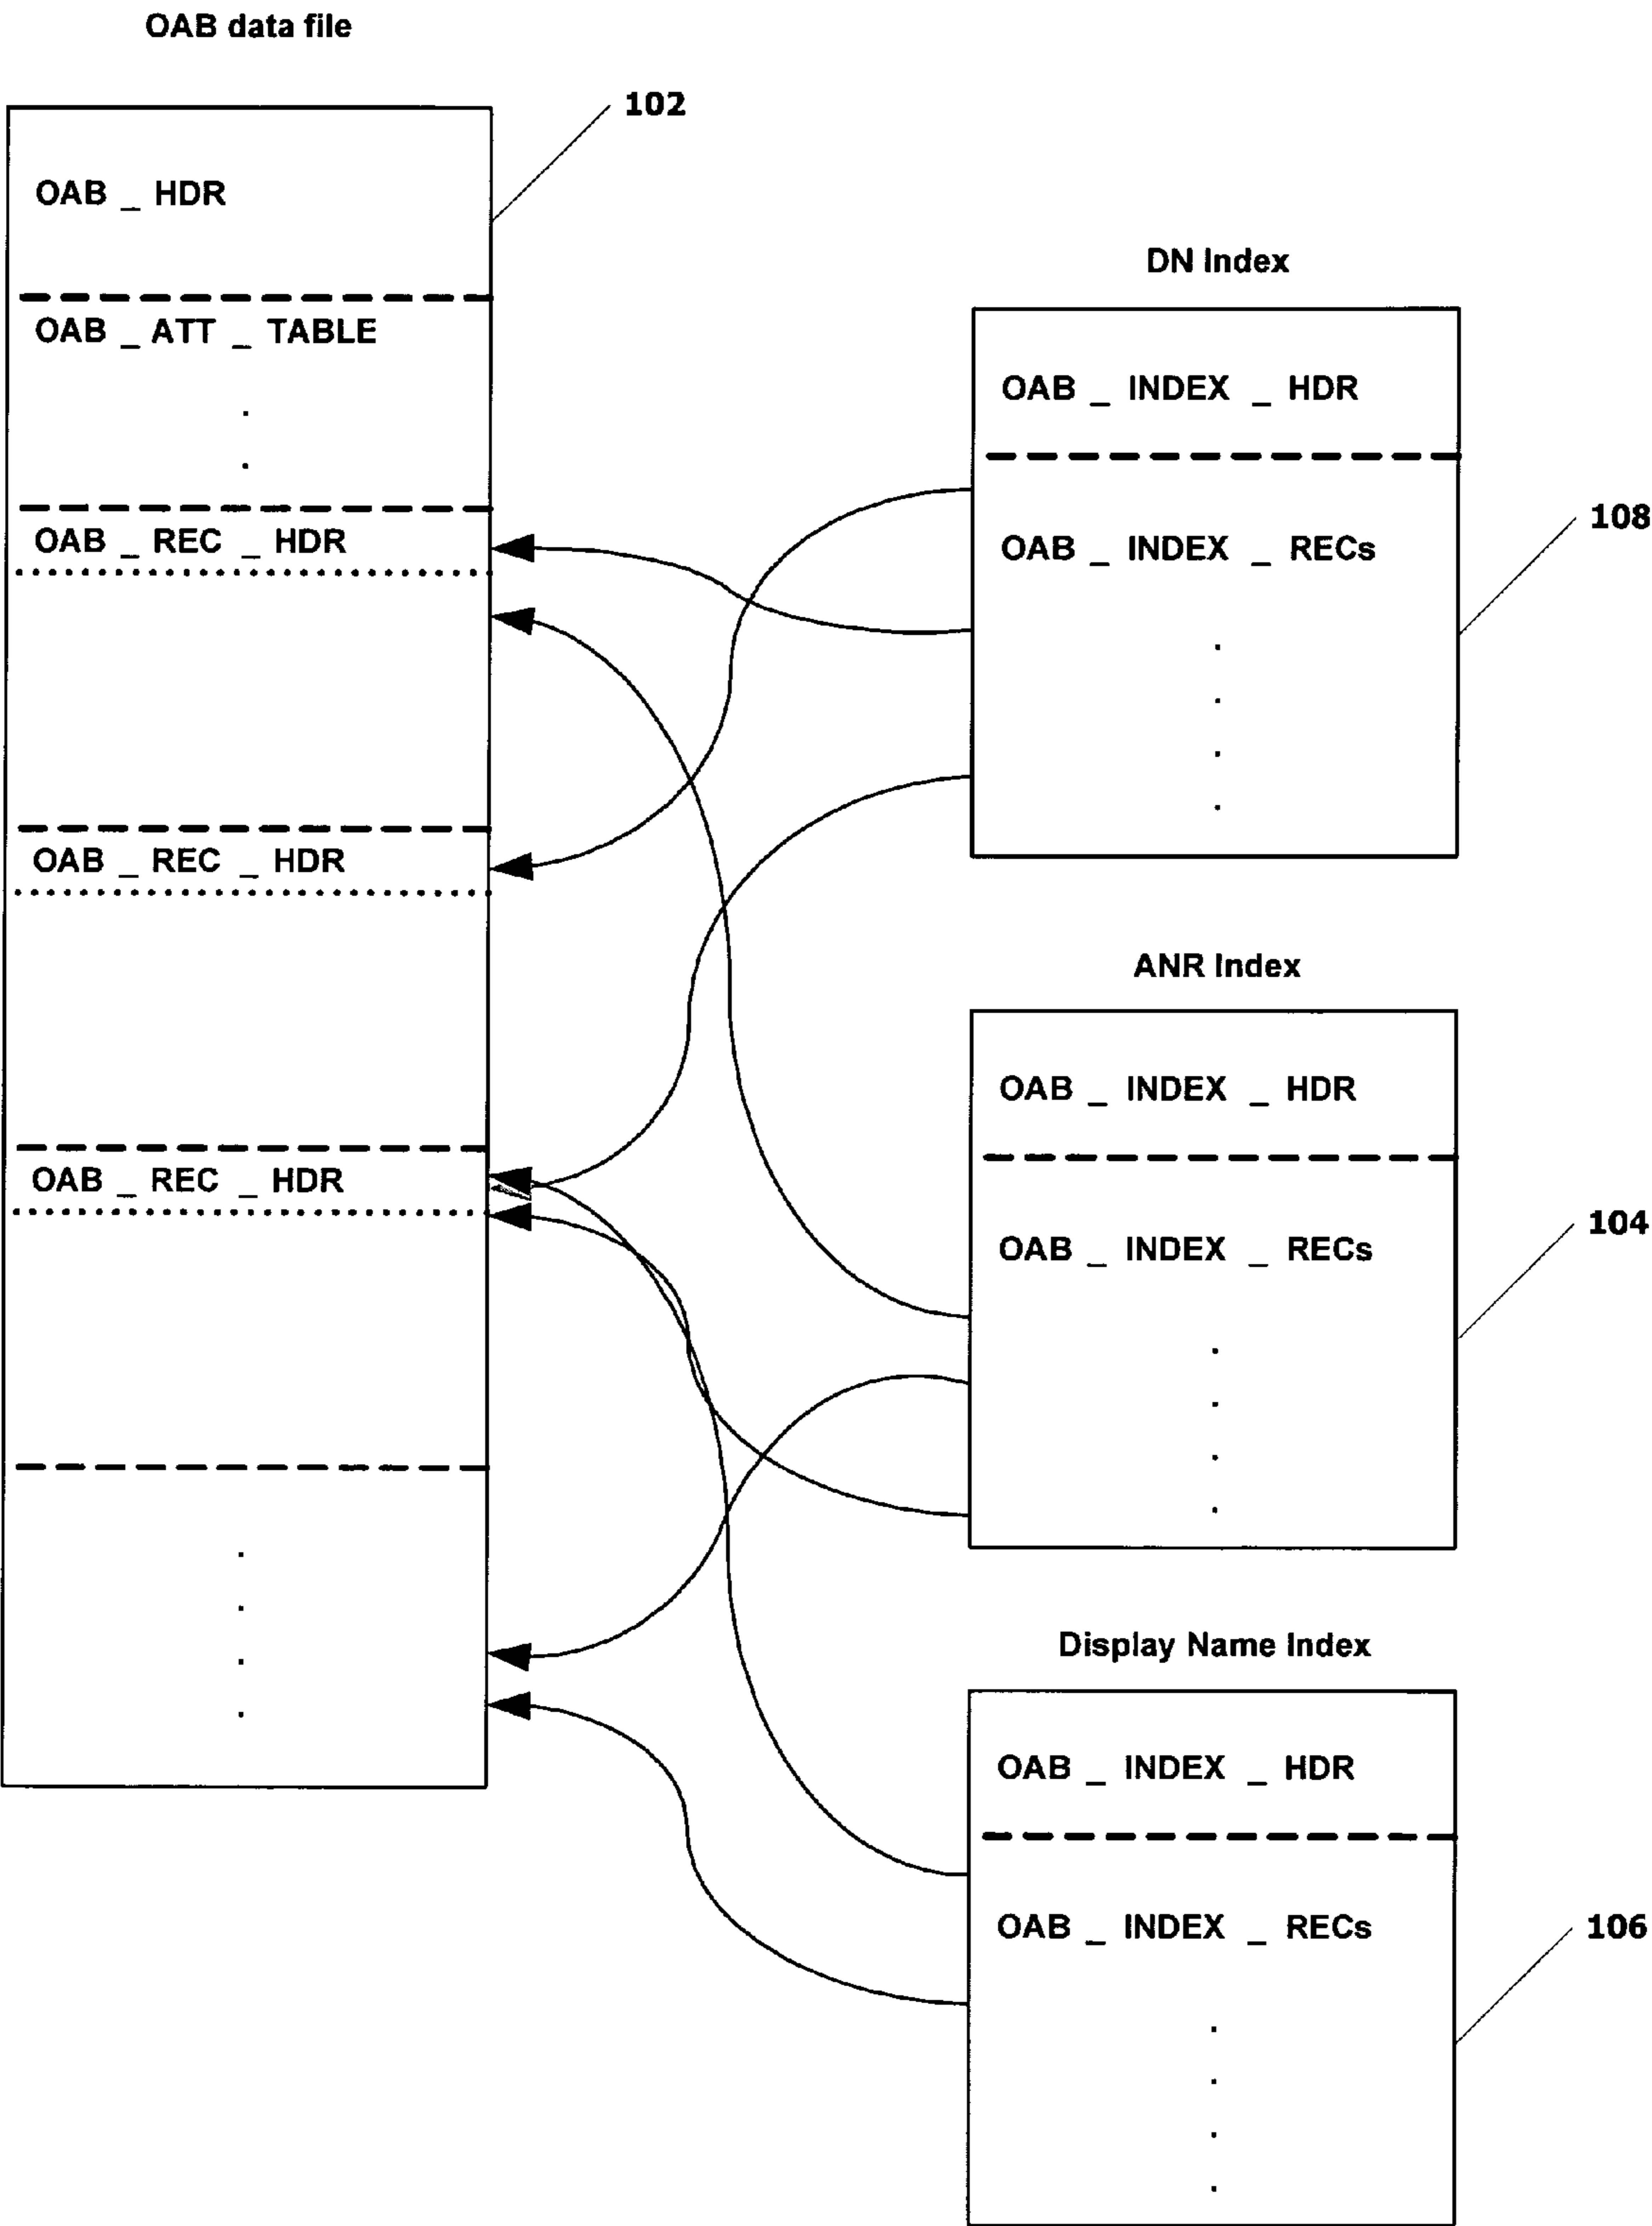 OAB data file
102
OAB _ HDR
OAB _ ATT _ TABLE
OAB _ REC _ HDR
OAB _ REC _ HDR
OAB _ REC _ HDR
DN Index
OAB _ INDEX _ HDR
OAB _ INDEX _ RECs
108
ANR Index
OAB _ INDEX _ HDR
OAB _ INDEX _ RECs
104
Display Name Index
OAB _ INDEX _ HDR
OAB _ INDEX _ RECs
106